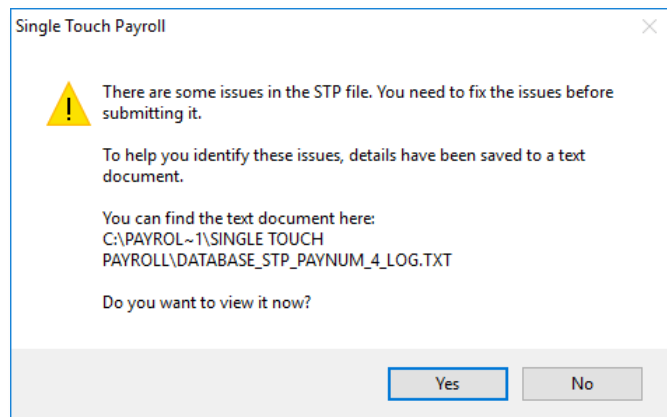 Single Touch Payroll
There are some issues in the STP file. You need to fix the issues before
submitting it.
To help you identify these issues, details have been saved to a text
document.
You can find the text document here:
C:\PAYROL~1\SINGLE TOUCH
PAYROLL\DATABASE_STP_PAYNUM_4_LOG.TXT
Do you want to view it now?
Yes
No